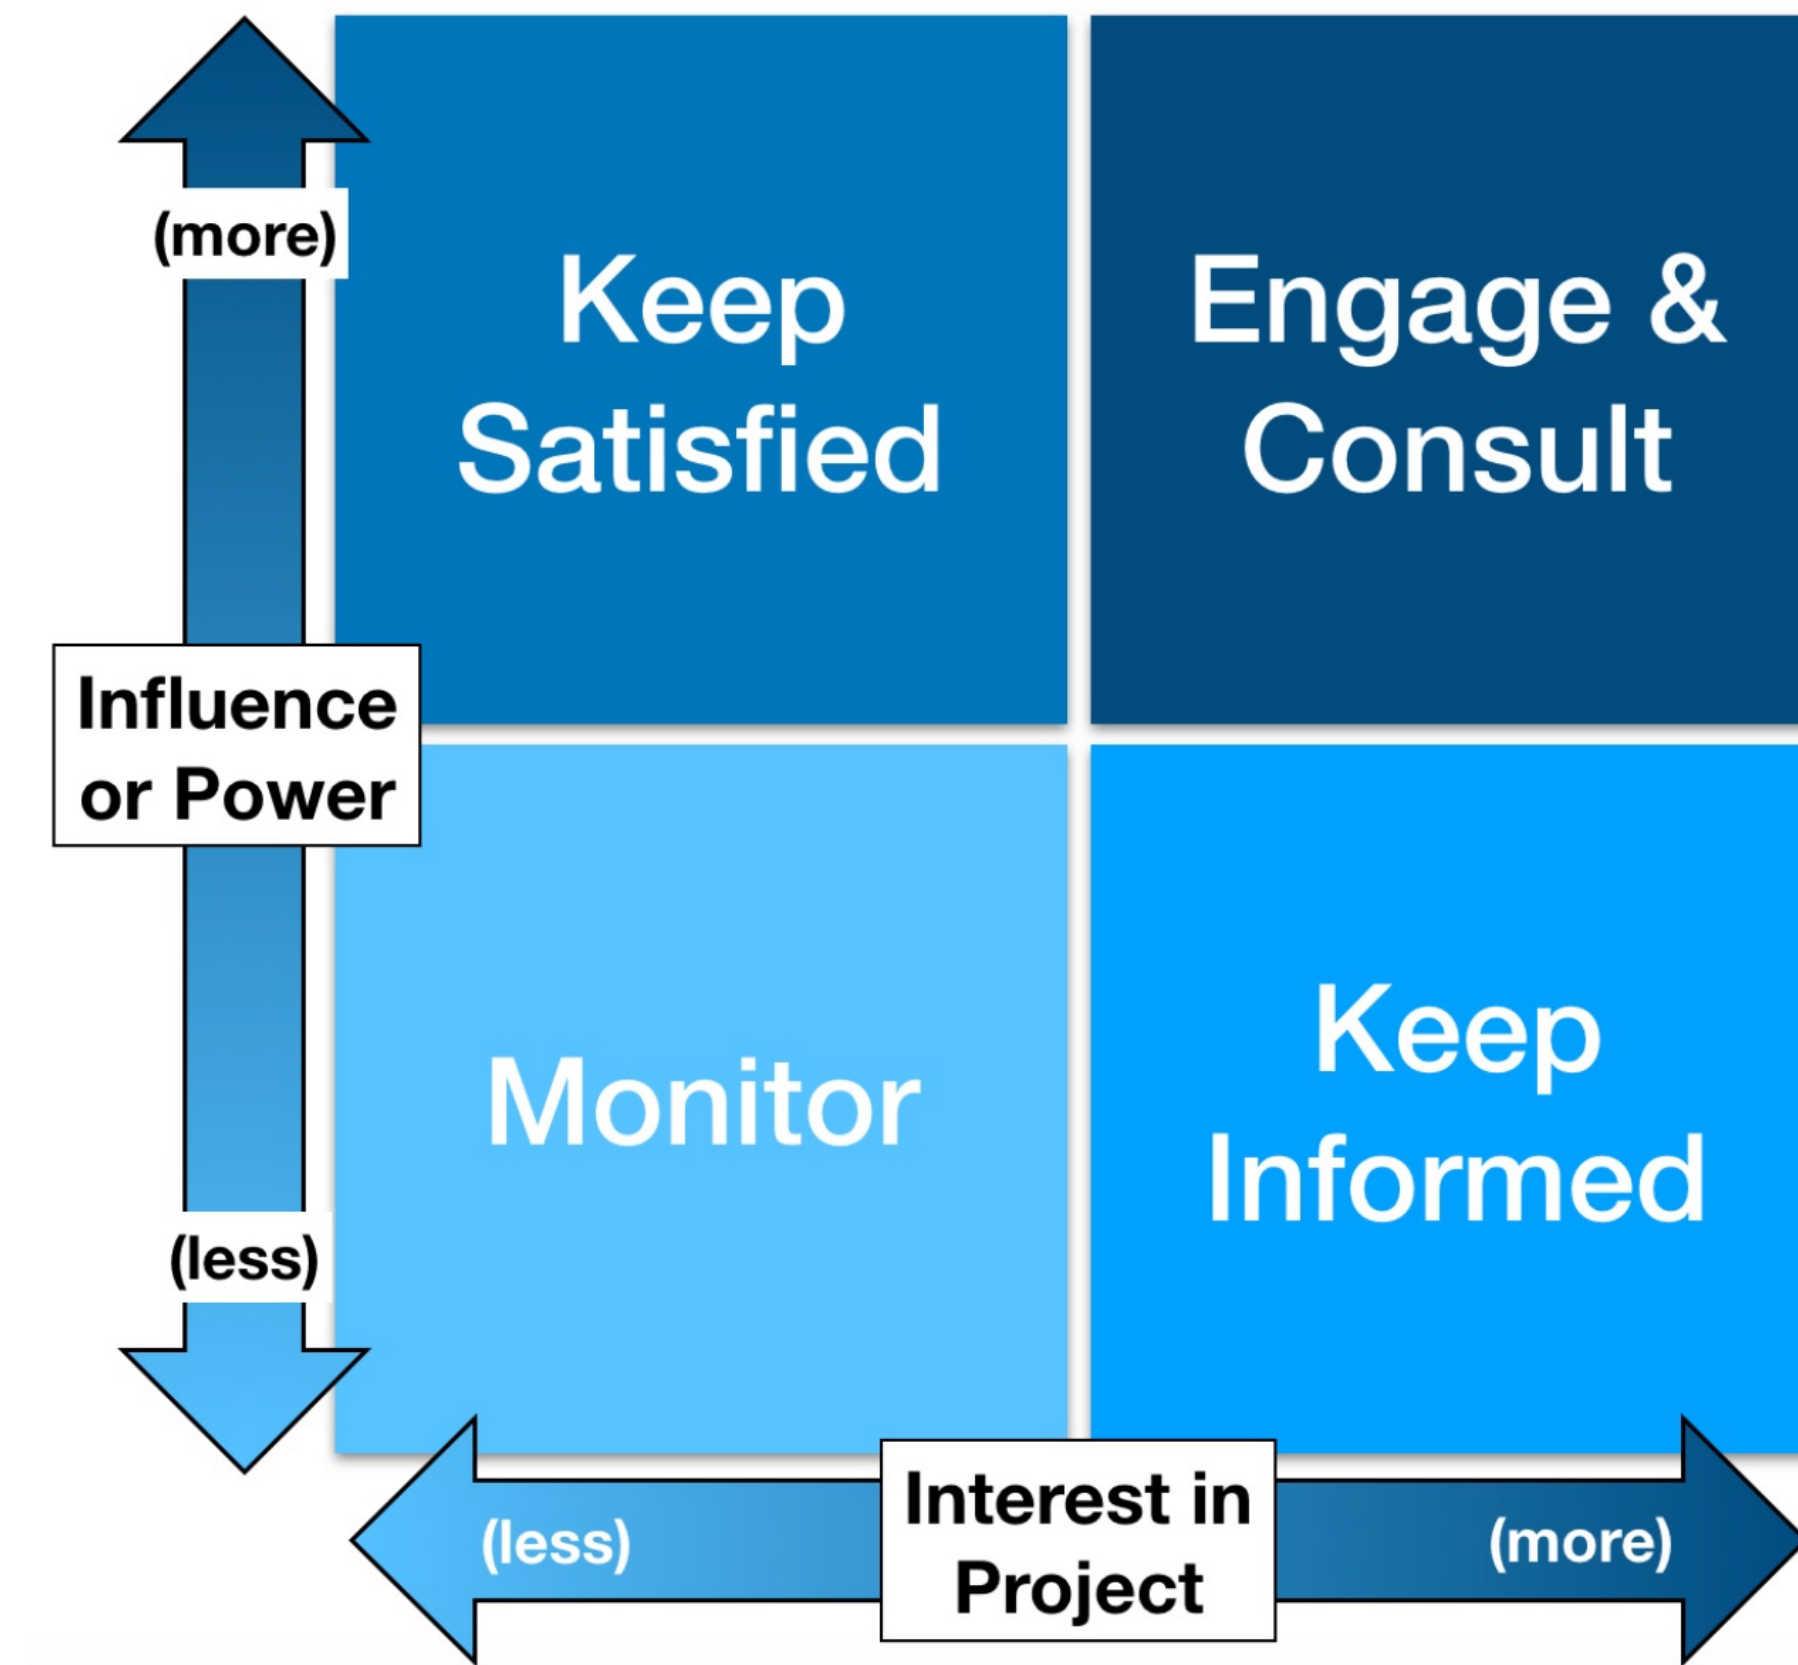 (more)
Keep
Satisfied
Engage &
Consult
Influence
or Power
Monitor
Keep
Informed
(less)
(less)
Interest in
Project
(more)